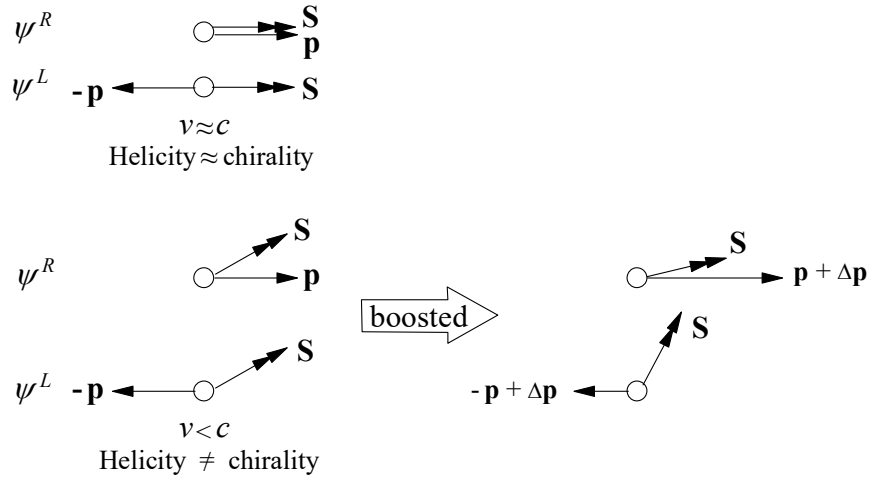 ψ^R S
p
ψ^L -p S
v≈c
Helicity ≈ chirality
ψ^R S
p
boosted
S
p + Δp
ψ^L -p S
S
-p + Δp
v < c
Helicity ≠ chirality